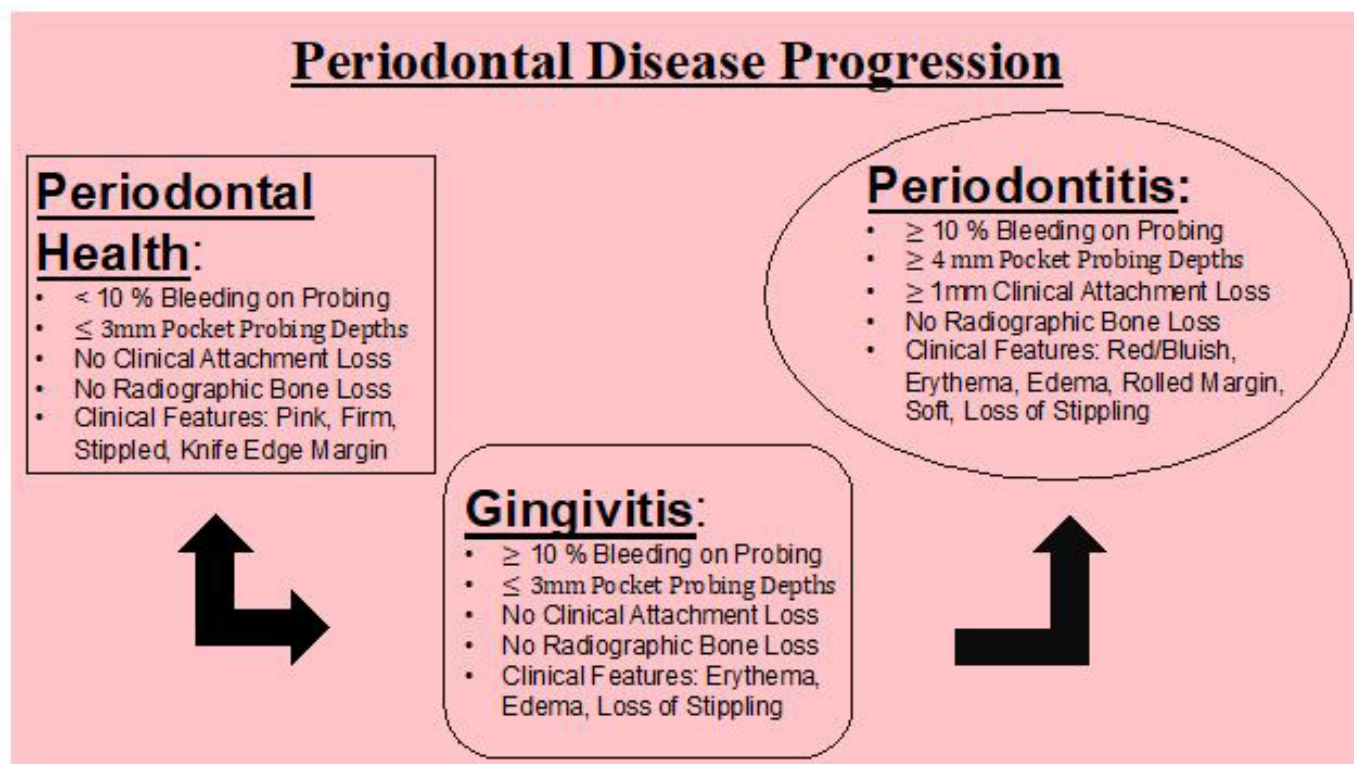 Periodontal Disease Progression
Periodontal
Health:
• < 10 % Bleeding on Probing
• ≤ 3mm Pocket Probing Depths
• No Clinical Attachment Loss
• No Radiographic Bone Loss
• Clinical Features: Pink, Firm,
Stippled, Knife Edge Margin
Gingivitis:
• ≥ 10 % Bleeding on Probing
• ≤ 3mm Pocket Probing Depths
• No Clinical Attachment Loss
• No Radiographic Bone Loss
• Clinical Features: Erythema,
Edema, Loss of Stippling
Periodontitis:
• ≥ 10 % Bleeding on Probing
• ≥ 4 mm Pocket Probing Depths
• ≥ 1mm Clinical Attachment Loss
• No Radiographic Bone Loss
• Clinical Features: Red/Bluish,
Erythema, Edema, Rolled Margin,
Soft, Loss of Stippling